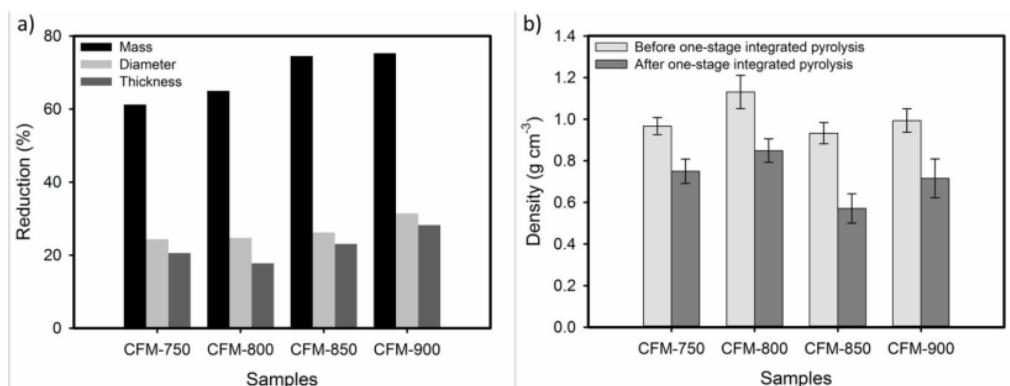 a)
Reduction (%)
80
60
40
20
0
Mass
Diameter
Thickness
CFM-750 CFM-800 CFM-850 CFM-900
Samples
b)
Density (g cm⁻³)
1.4
1.2
1.0
0.8
0.6
0.4
0.2
0.0
Before one-stage integrated pyrolysis
After one-stage integrated pyrolysis
CFM-750 CFM-800 CFM-850 CFM-900
Samples